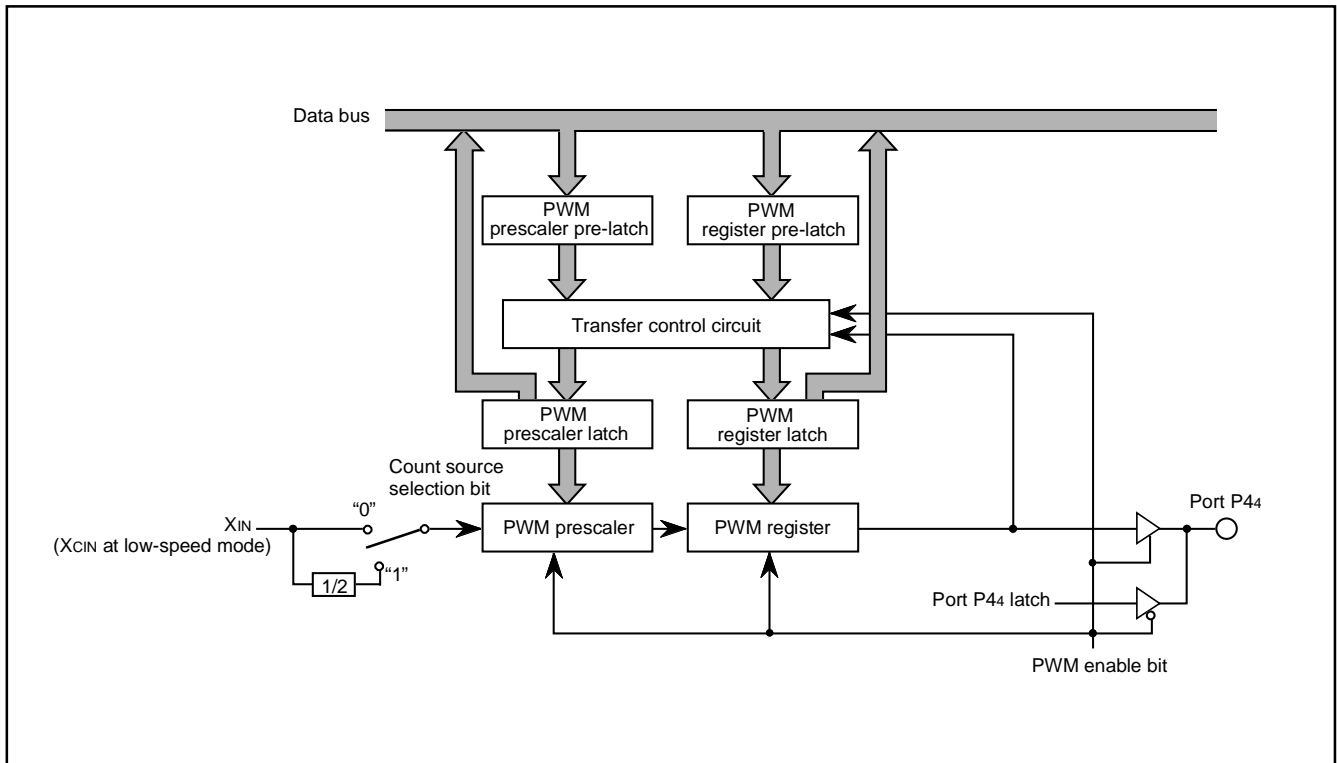 Data bus
PWM
prescaler pre-latch
PWM
register pre-latch
Transfer control circuit
PWM
prescaler latch
PWM
register latch
Count source
selection bit
"0"
XIN
(XCIN at low-speed mode)
"1"
1/2
PWM prescaler
PWM register
Port P44
Port P44 latch
PWM enable bit